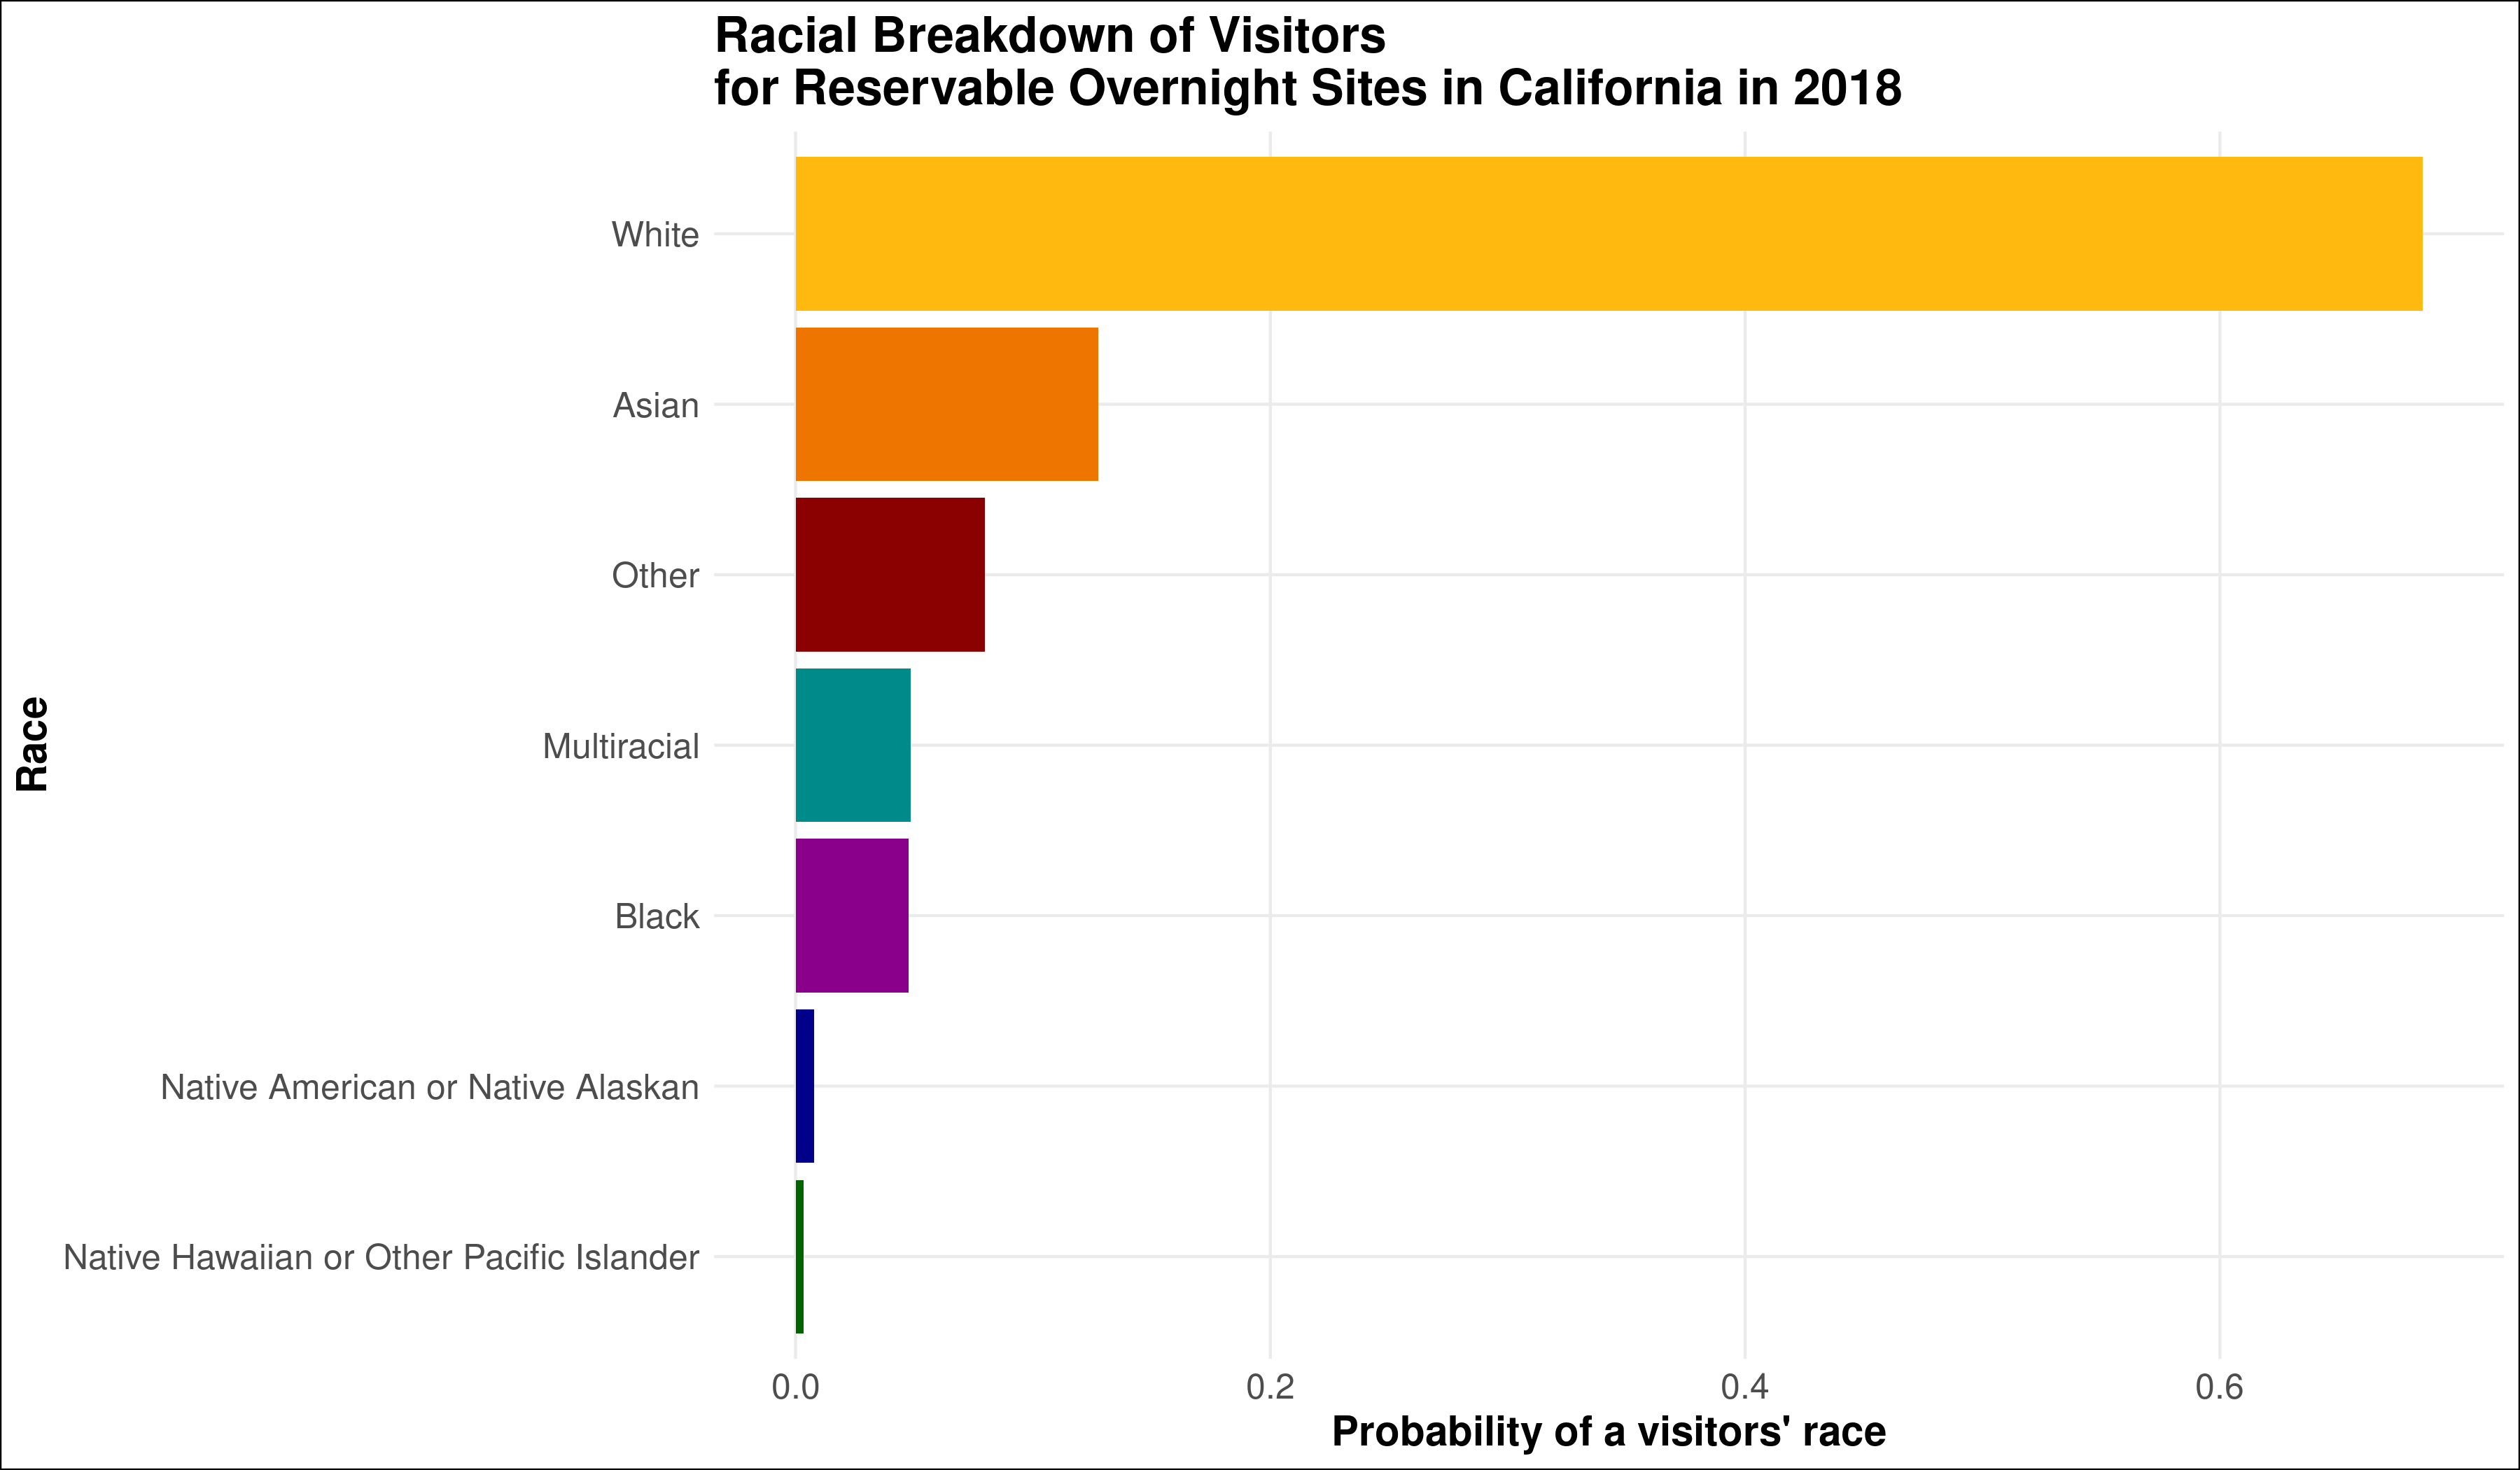 Racial Breakdown of Visitors
for Reservable Overnight Sites in California in 2018
Race
White
Asian
Other
Multiracial
Black
Native American or Native Alaskan
Native Hawaiian or Other Pacific Islander
0.0 0.2 0.4 0.6
Probability of a visitors' race